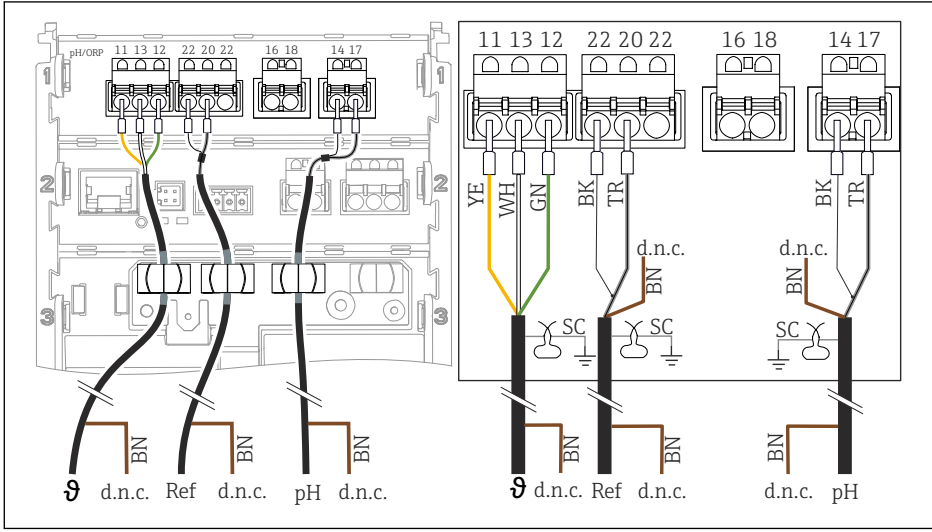 pH/ORP 11 13 12 22 20 22 16 18 14 17
1 1
2 2
3 3
BN BN BN
ϑ d.n.c. Ref d.n.c. pH d.n.c.
11 13 12 22 20 22 16 18 14 17
YE WH GN BK TR BK TR
d.n.c. d.n.c.
BN BN
SC SC SC
BN BN BN
ϑ d.n.c. Ref d.n.c. d.n.c. pH